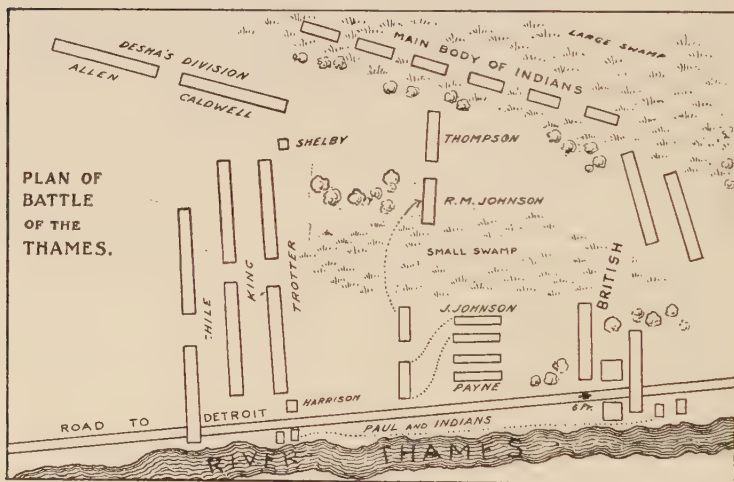 PLAN OF
BATTLE
OF THE
THAMES.
DESHA'S DIVISION
ALLEN
CALDWELL
MAIN BODY OF INDIANS
LARGE SWAMP
SHELBY
THOMPSON
R.M. JOHNSON
SMALL SWAMP
HILE
KING
TROTTER
J. JOHNSON
BRITISH
PAYNE
HARRISON
6 Pr.
ROAD TO DETROIT
PAUL AND INDIANS
RIVER THAMES